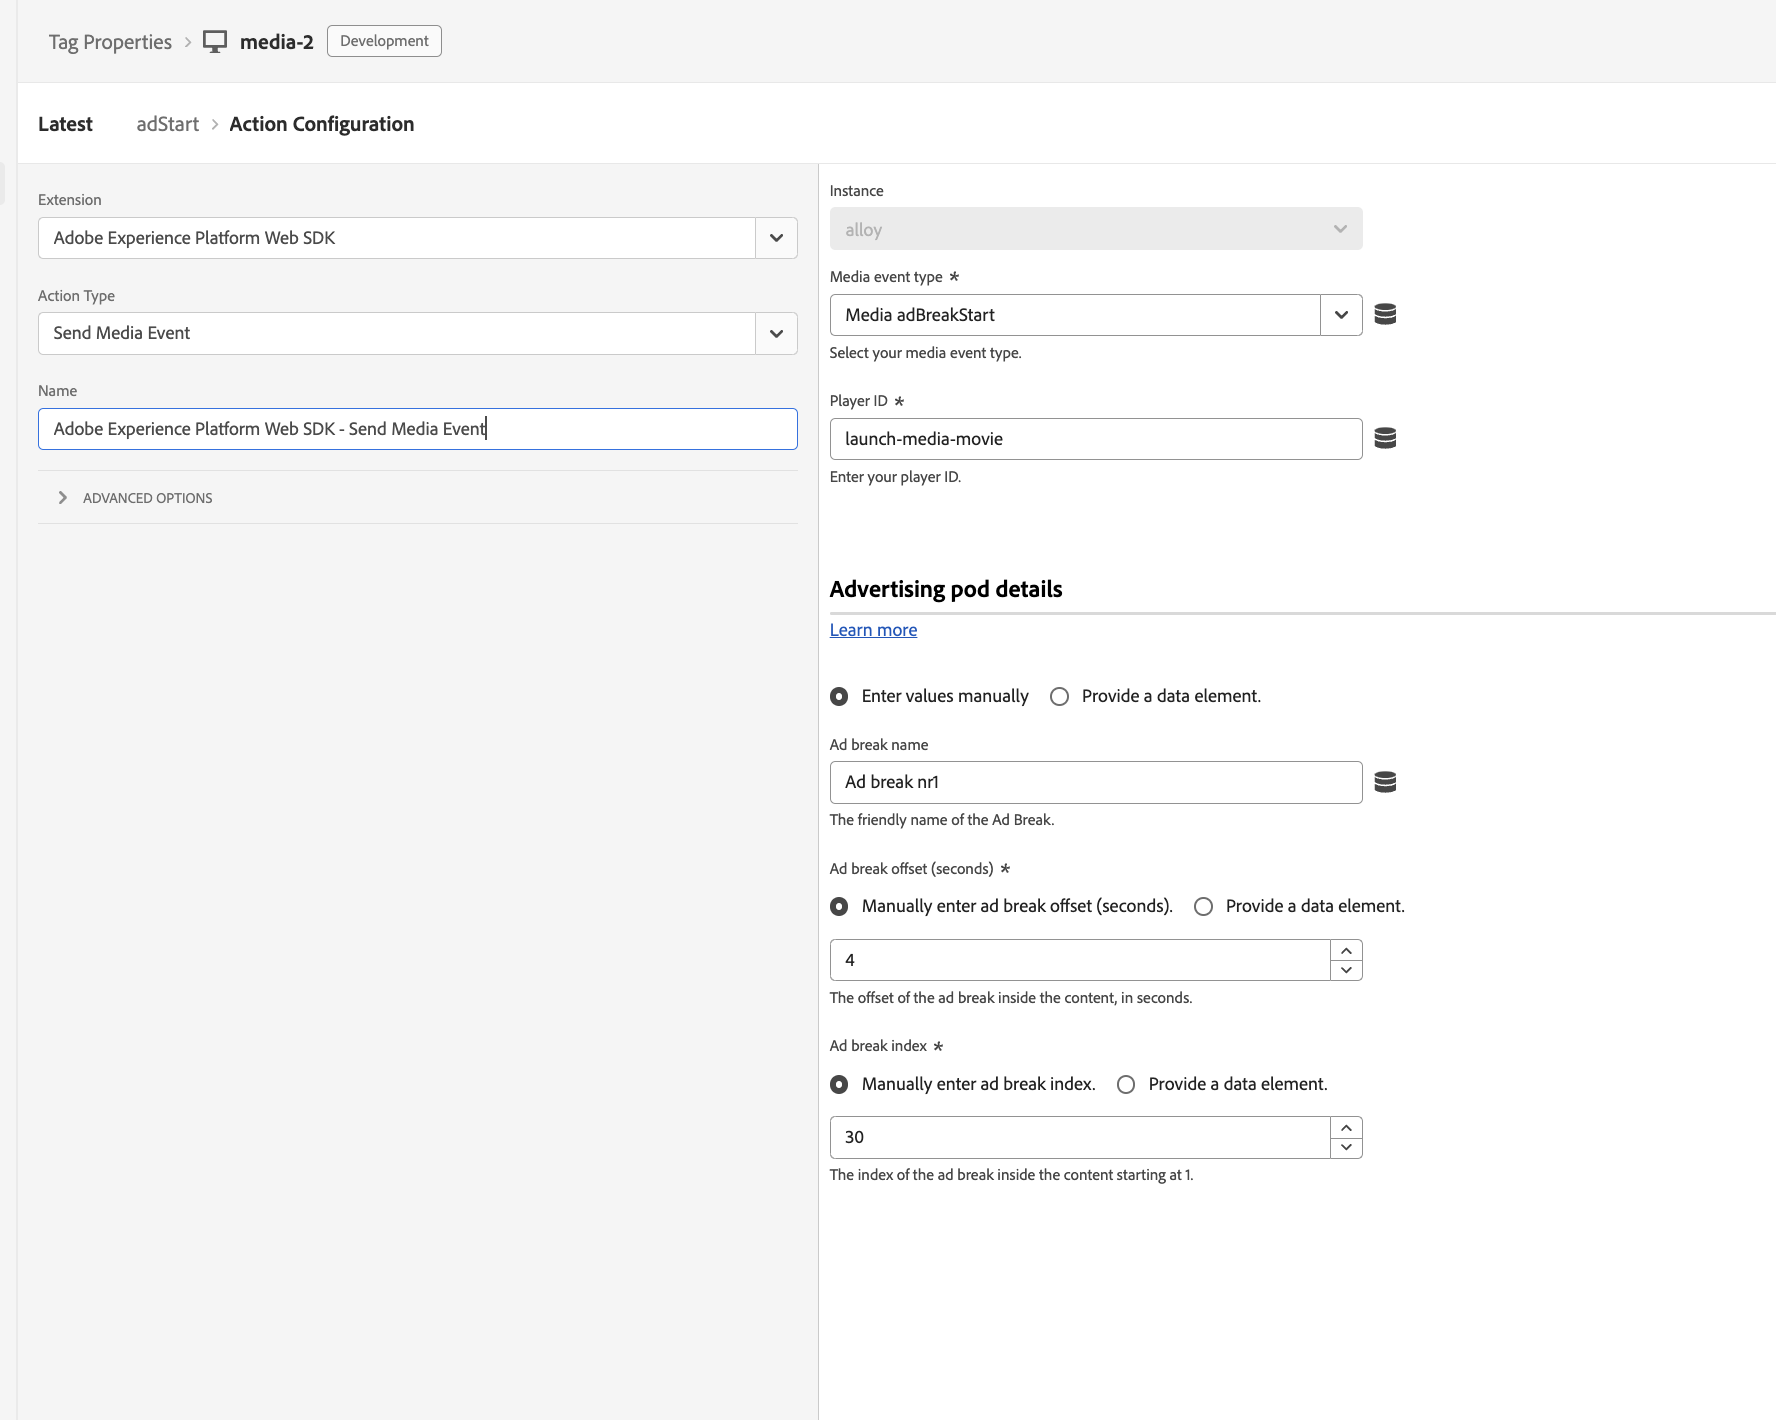 Tag Properties > media-2 Development
Latest adStart > Action Configuration
Extension
Adobe Experience Platform Web SDK
Action Type
Send Media Event
Name
Adobe Experience Platform Web SDK - Send Media Event
ADVANCED OPTIONS
Instance
alloy
Media event type *
Media adBreakStart
Select your media event type.
Player ID *
launch-media-movie
Enter your player ID.
Advertising pod details
Learn more
Enter values manually Provide a data element.
Ad break name
Ad break nr1
The friendly name of the Ad Break.
Ad break offset (seconds) *
Manually enter ad break offset (seconds). Provide a data element.
4
The offset of the ad break inside the content, in seconds.
Ad break index *
Manually enter ad break index. Provide a data element.
30
The index of the ad break inside the content starting at 1.